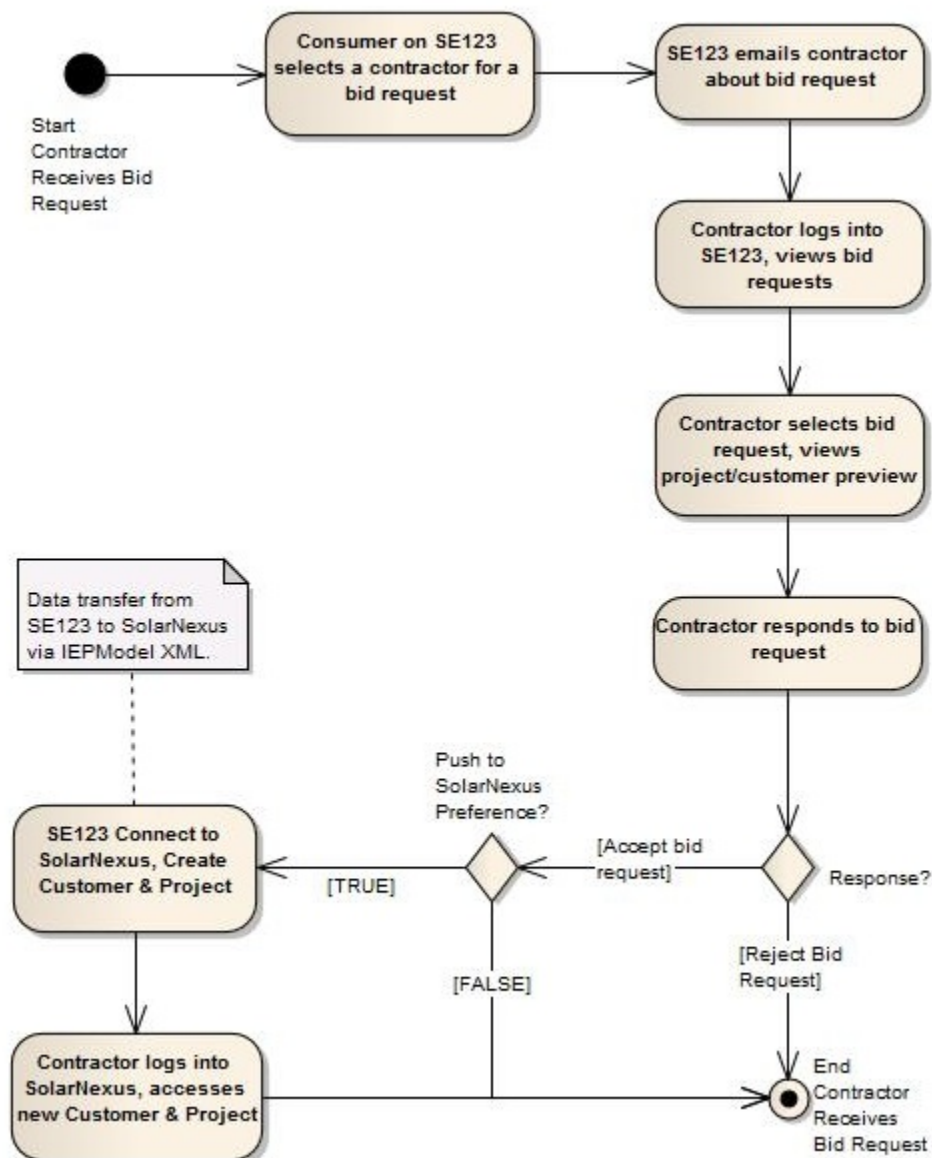 Consumer on SE123
selects a contractor for a
bid request
SE123 emails contractor
about bid request
Start
Contractor
Receives Bid
Request
Contractor logs into
SE123, views bid
requests
Contractor selects bid
request, views
project/customer preview
Data transfer from
SE123 to SolarNexus
via IEPModel XML.
Contractor responds to bid
request
Push to
SolarNexus
Preference?
SE123 Connect to
SolarNexus, Create
Customer & Project
[TRUE]
[Accept bid
request]
Response?
[FALSE]
[Reject Bid
Request]
Contractor logs into
SolarNexus, accesses
new Customer & Project
End
Contractor
Receives
Bid Request